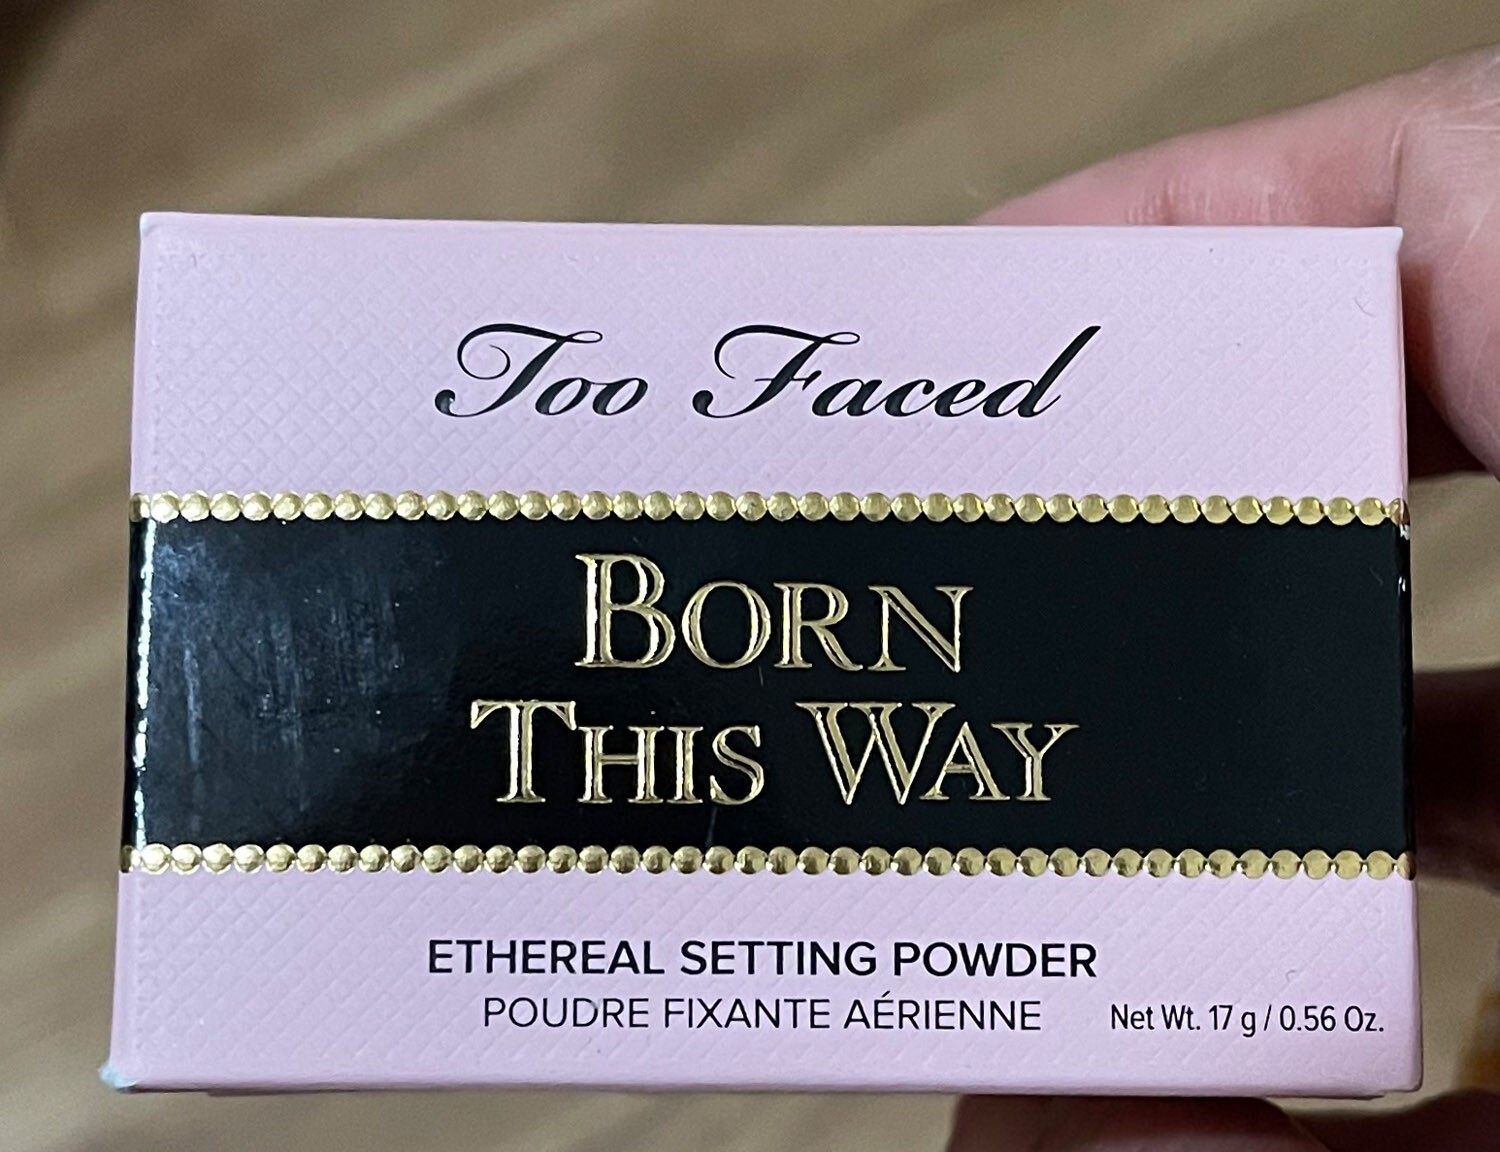 Too Faced
BORN
THIS WAY
ETHEREAL SETTING POWDER
POUDRE FIXANTE AÉRIENNE
Net Wt. 17 g / 0.56 Oz.